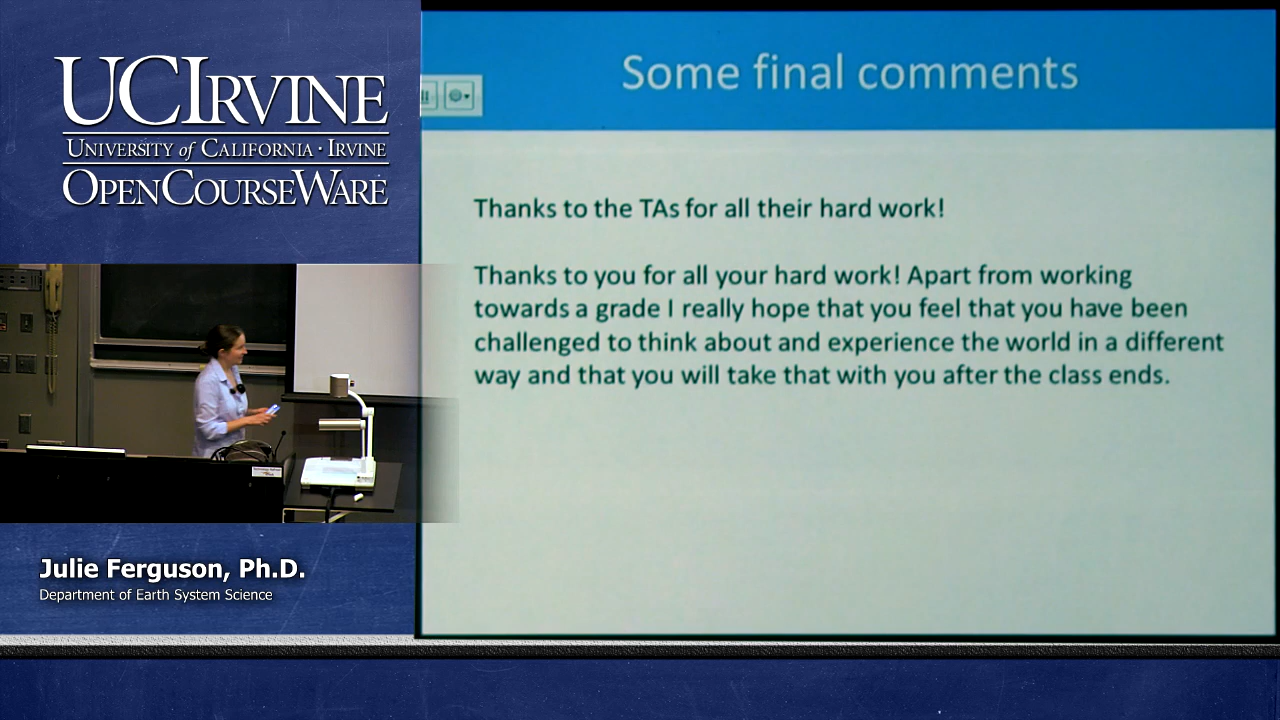 UCIRVINE
UNIVERSITY of CALIFORNIA · IRVINE
OPENCOURSEWARE
Some final comments
Thanks to the TAs for all their hard work!
Thanks to you for all your hard work! Apart from working
towards a grade I really hope that you feel that you have been
challenged to think about and experience the world in a different
way and that you will take that with you after the class ends.
Julie Ferguson, Ph.D.
Department of Earth System Science